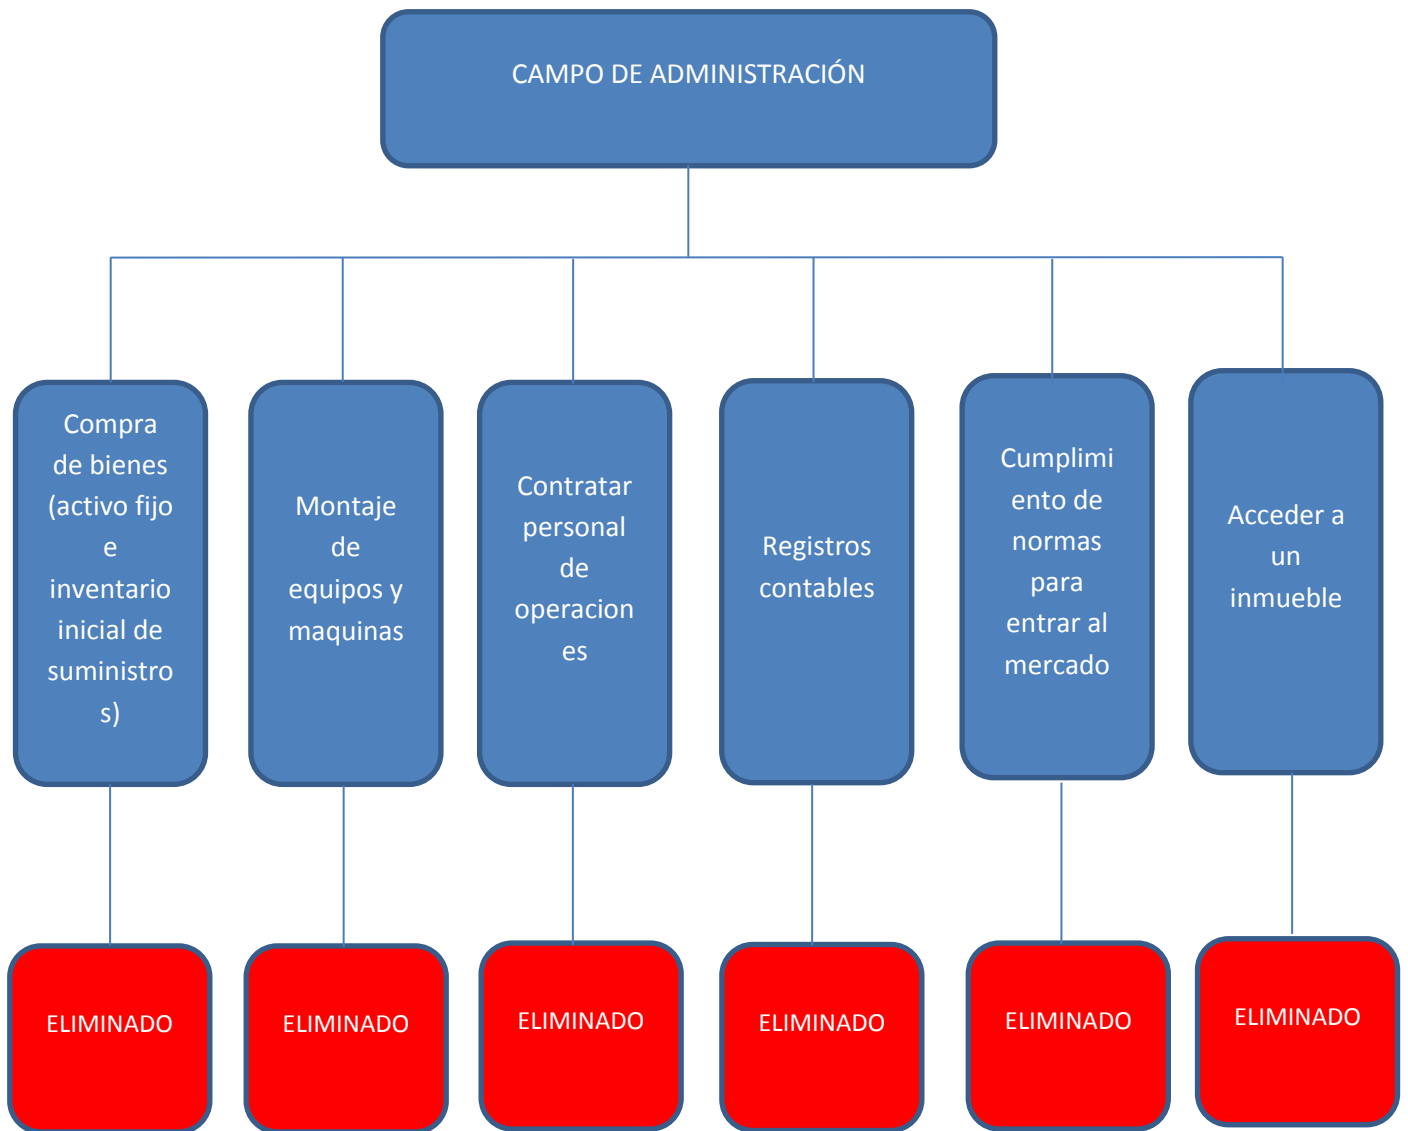 CAMPO DE ADMINISTRACIÓN
Compra
de bienes
(activo fijo
e
inventario
inicial de
suministro
s)
Montaje
de
equipos y
maquinas
Contratar
personal
de
operacion
es
Registros
contables
Cumplimi
ento de
normas
para
entrar al
mercado
Acceder a
un
inmueble
ELIMINADO
ELIMINADO
ELIMINADO
ELIMINADO
ELIMINADO
ELIMINADO